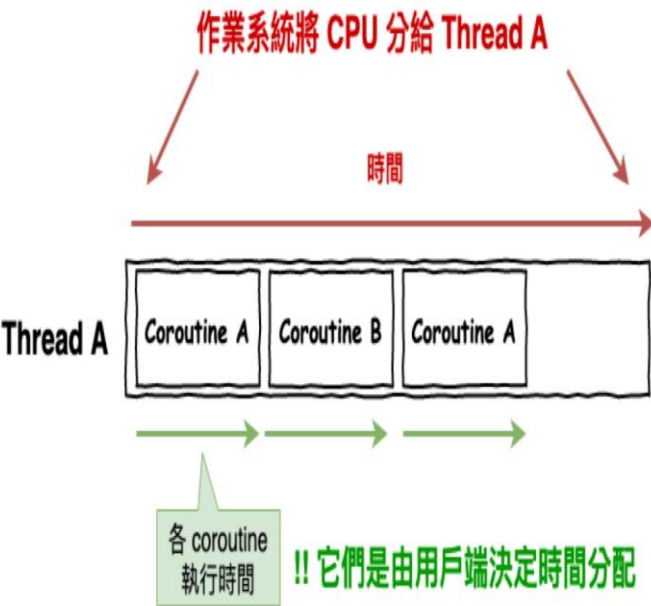 作業系統將 CPU 分給 Thread A
時間
Thread A
Coroutine A
Coroutine B
Coroutine A
各 coroutine
執行時間
!! 它們是由用戶端決定時間分配